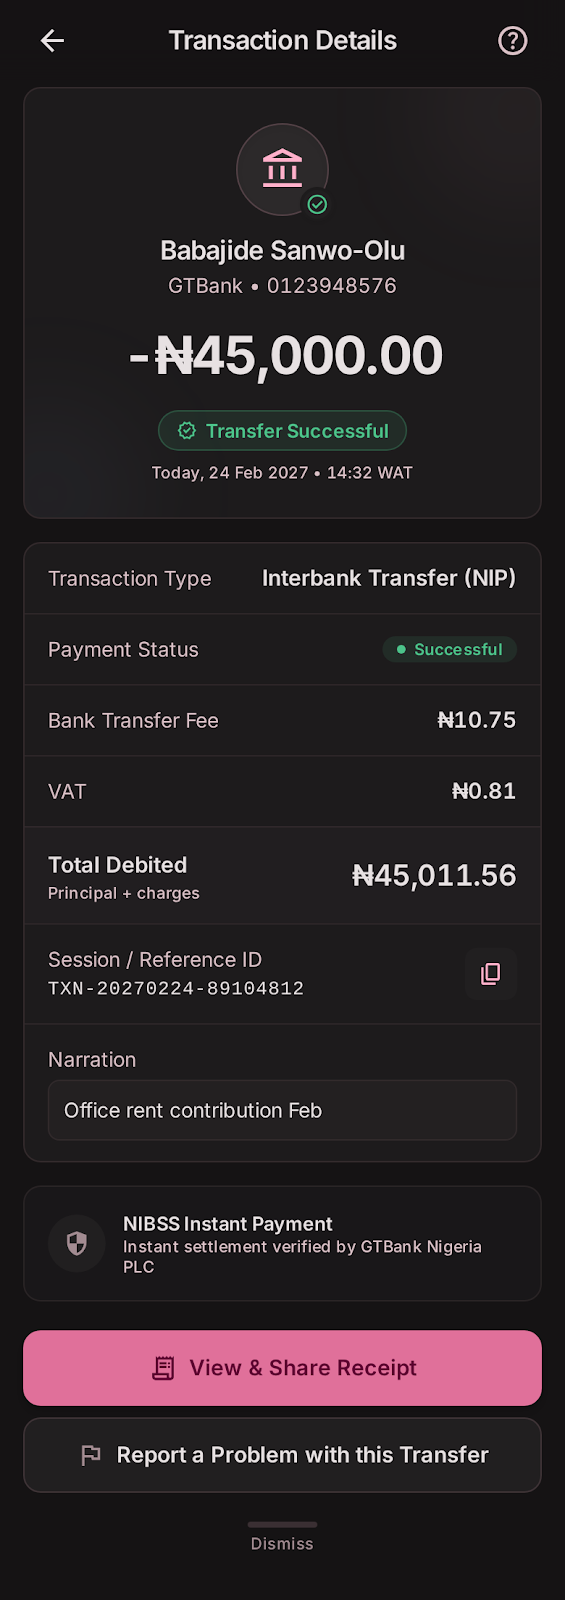 Transaction Details
Babajide Sanwo-Olu
GTBank • 0123948576
-₦45,000.00
Transfer Successful
Today, 24 Feb 2027 • 14:32 WAT
Transaction Type Interbank Transfer (NIP)
Payment Status Successful
Bank Transfer Fee ₦10.75
VAT ₦0.81
Total Debited ₦45,011.56
Principal + charges
Session / Reference ID
TXN-20270224-89104812
Narration
Office rent contribution Feb
NIBSS Instant Payment
Instant settlement verified by GTBank Nigeria
PLC
View & Share Receipt
Report a Problem with this Transfer
Dismiss